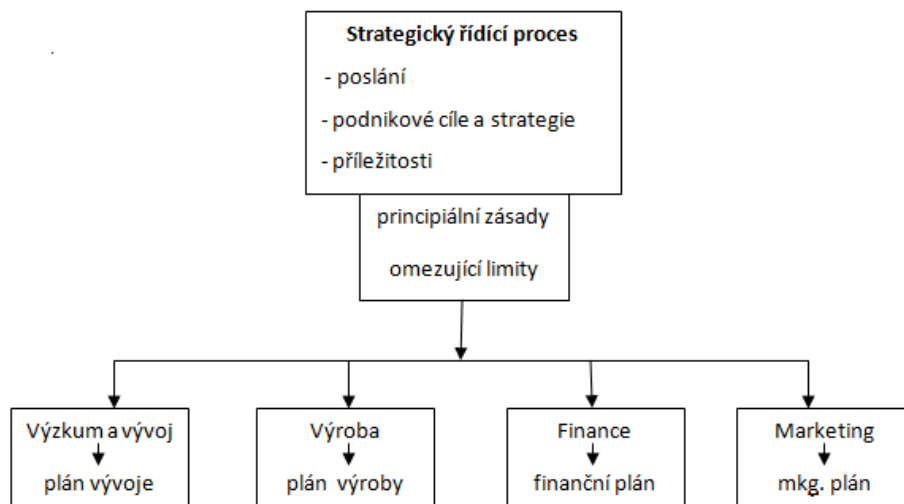 Strategický řídící proces
- poslání
- podnikové cíle a strategie
- příležitosti
principiální zásady
omezující limity
Výzkum a vývoj
plán vývoje
Výroba
plán výroby
Finance
finanční plán
Marketing
mkg. plán